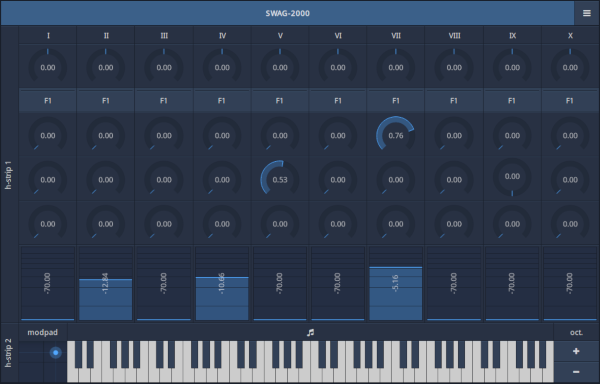 SWAG-2000
I II III IV V VI VII VIII IX X
0.00 0.00 0.00 0.00 0.00 0.00 0.00 0.00 0.00 0.00
F1 F1 F1 F1 F1 F1 F1 F1 F1 F1
0.00 0.00 0.00 0.00 0.00 0.00 0.76 0.00 0.00 0.00
h-strip 1
0.00 0.00 0.00 0.00 0.53 0.00 0.00 0.00 0.00 0.00
0.00 0.00 0.00 0.00 0.00 0.00 0.00 0.00 0.00 0.00
-70.00 -12.84 -70.00 -10.66 -70.00 -70.00 -5.16 -70.00 -70.00 -70.00
h-strip 2
modpad oct.
+
-